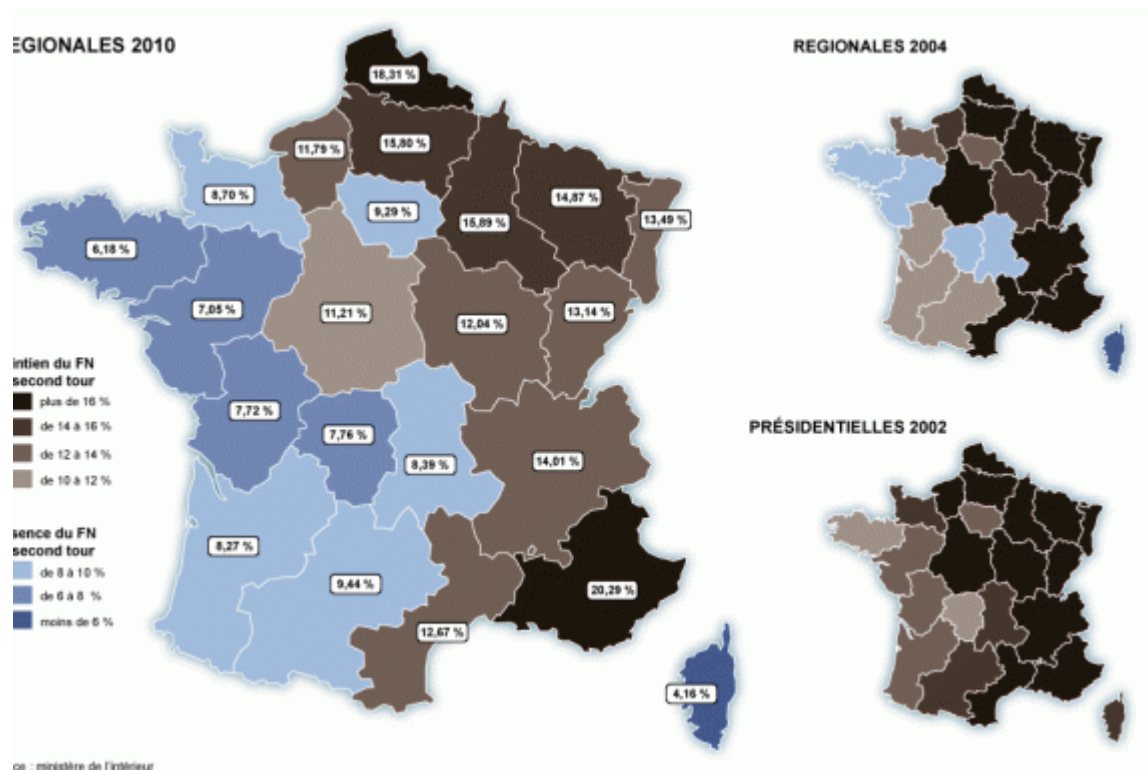 EGIONALES 2010
REGIONALES 2004
18,31 %
11,79 %
15,80 %
8,70 %
9,29 %
14,87 %
15,89 %
13,49 %
6,18 %
7,05 %
11,21 %
12,04 %
13,14 %
intien du FN
second tour
plus de 16 %
de 14 à 16 %
de 12 à 14 %
de 10 à 12 %
7,72 %
7,76 %
8,39 %
14,01 %
PRÉSIDENTIELLES 2002
sence du FN
second tour
de 8 à 10 %
de 6 à 8 %
moins de 6 %
8,27 %
9,44 %
20,29 %
12,67 %
4,16 %
ce : ministère de l'intérieur